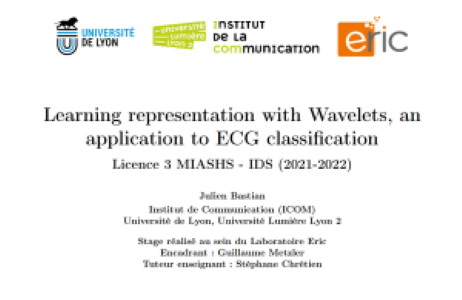 UNIVERSITÉ
DE LYON
université
lumière
lyon 2
INSTITUT
DE LA
communication
eric
Learning representation with Wavelets, an
application to ECG classification
Licence 3 MIASHS - IDS (2021-2022)
Julien Bastian
Institut de Communication (ICOM)
Université de Lyon, Université Lumière Lyon 2
Stage réalisé au sein du Laboratoire Eric
Encadrant : Guillaume Metzler
Tuteur enseignant : Stéphane Chrétien